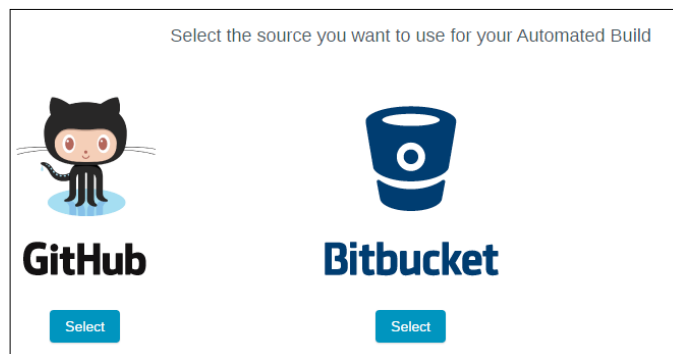 Select the source you want to use for your Automated Build
GitHub
Bitbucket
Select
Select